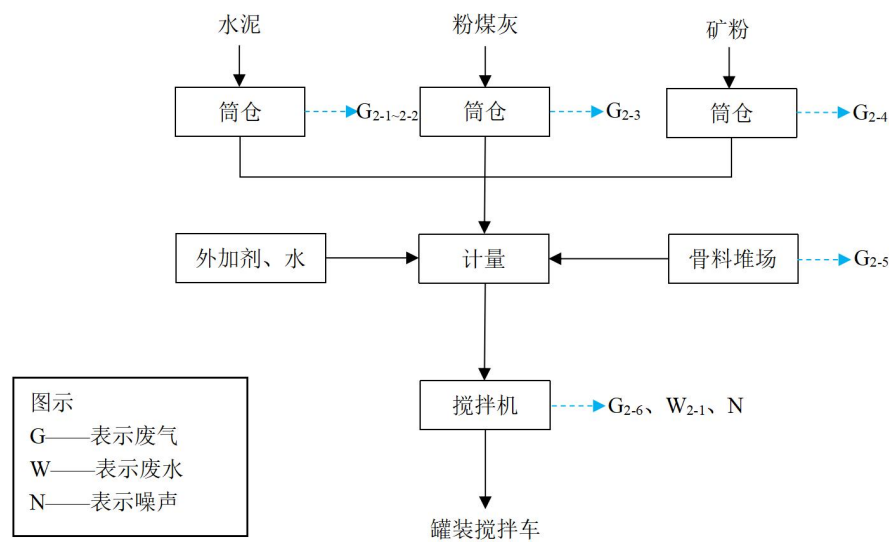 水泥
粉煤灰
矿粉
筒仓
G2-1~2-2
筒仓
G2-3
筒仓
G2-4
外加剂、水
计量
骨料堆场
G2-5
搅拌机
G2-6、W2-1、N
图示
G——表示废气
W——表示废水
N——表示噪声
罐装搅拌车